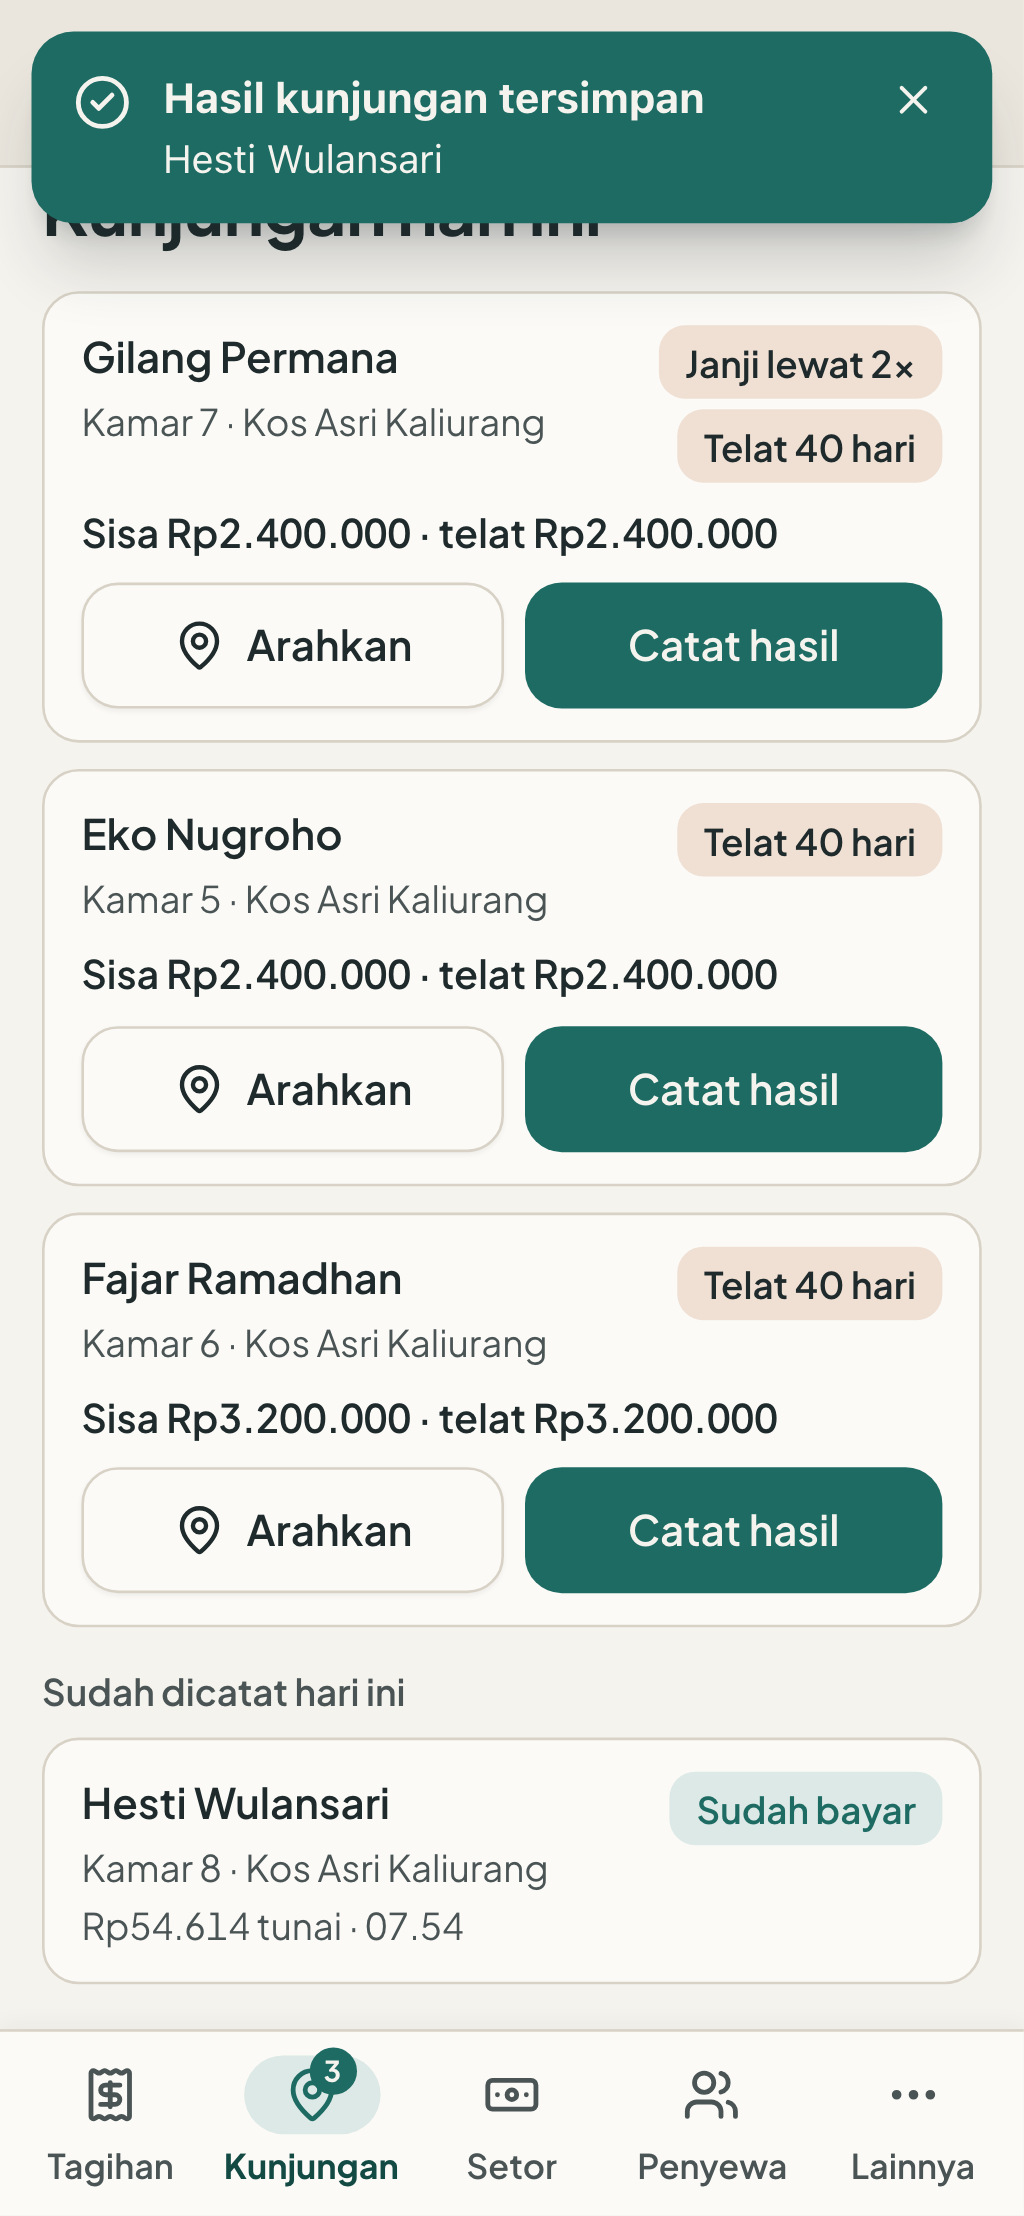 Hasil kunjungan tersimpan
Hesti Wulansari
Kunjungan hari ini
Gilang Permana
Janji lewat 2×
Kamar 7 · Kos Asri Kaliurang
Telat 40 hari
Sisa Rp2.400.000 · telat Rp2.400.000
Arahkan
Catat hasil
Eko Nugroho
Telat 40 hari
Kamar 5 · Kos Asri Kaliurang
Sisa Rp2.400.000 · telat Rp2.400.000
Arahkan
Catat hasil
Fajar Ramadhan
Telat 40 hari
Kamar 6 · Kos Asri Kaliurang
Sisa Rp3.200.000 · telat Rp3.200.000
Arahkan
Catat hasil
Sudah dicatat hari ini
Hesti Wulansari
Sudah bayar
Kamar 8 · Kos Asri Kaliurang
Rp54.614 tunai · 07.54
3
Tagihan
Kunjungan
Setor
Penyewa
Lainnya